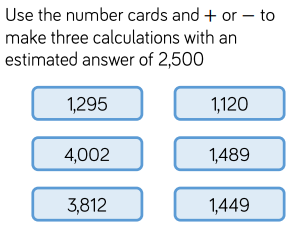 Use the number cards and + or − to
make three calculations with an
estimated answer of 2,500
1,295 1,120
4,002 1,489
3,812 1,449